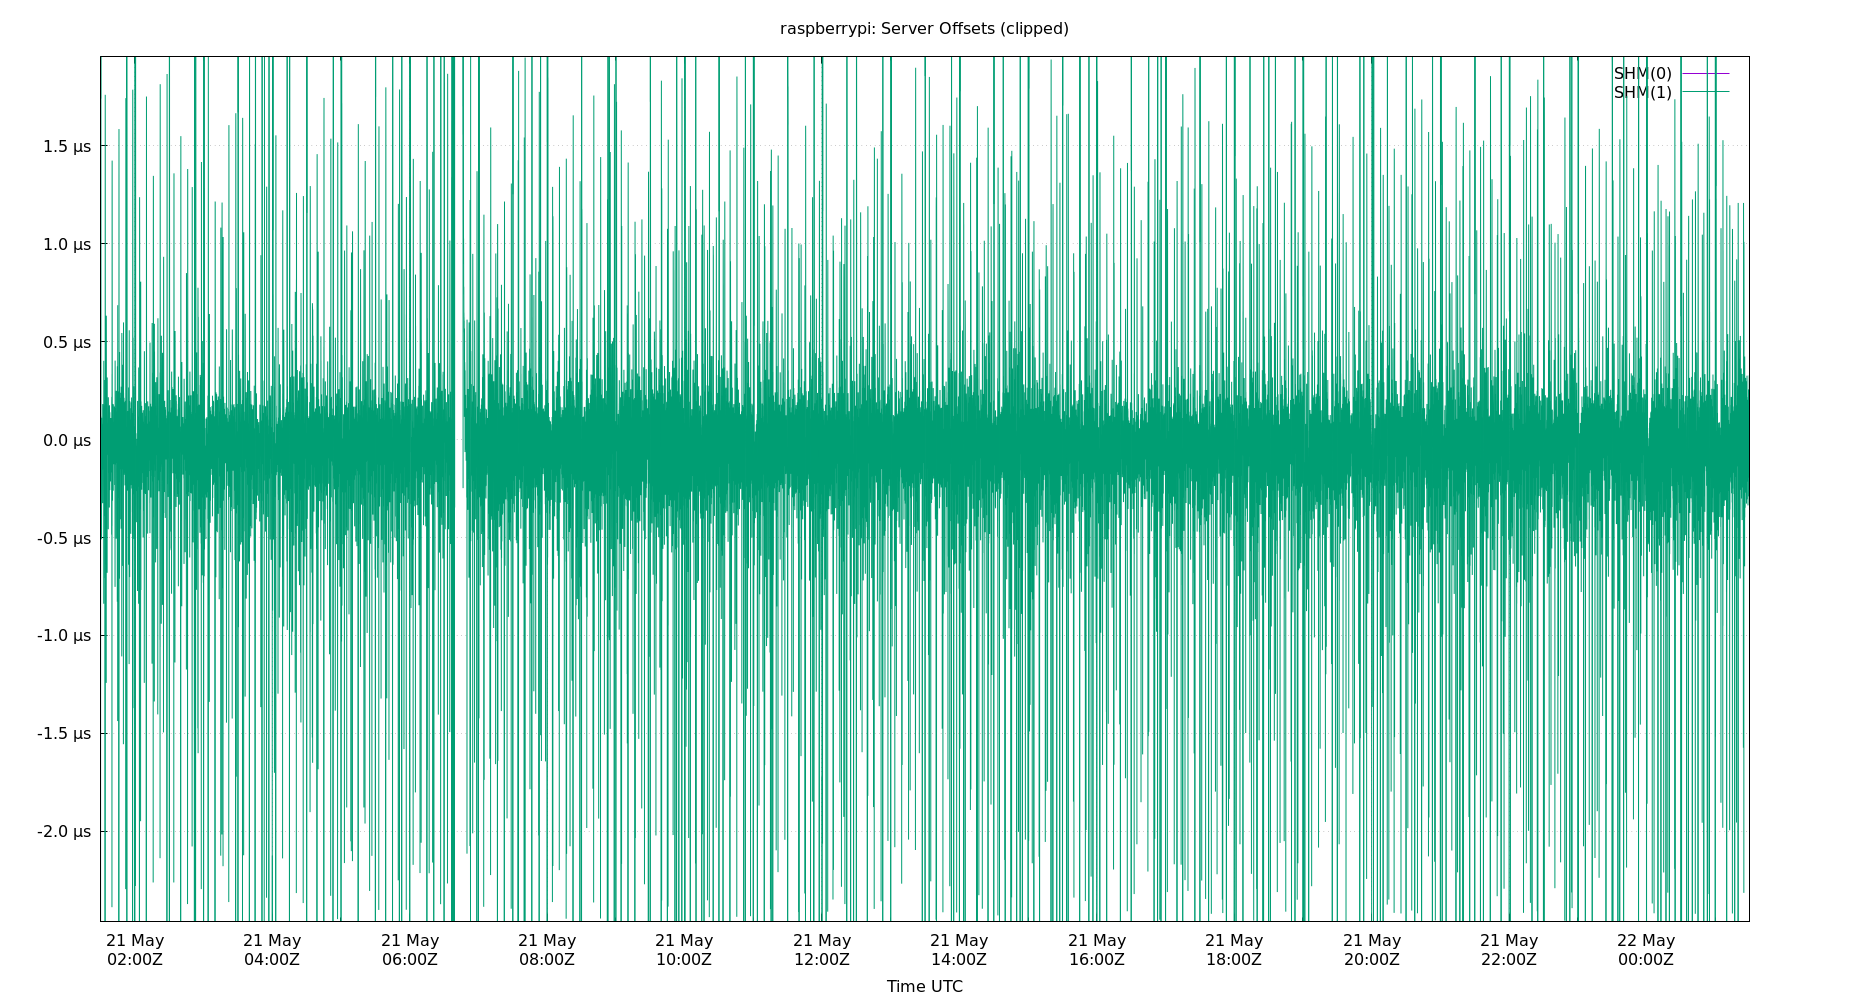 raspberrypi: Server Offsets (clipped)
SHM(0)
SHM(1)
1.5 µs
1.0 µs
0.5 µs
0.0 µs
-0.5 µs
-1.0 µs
-1.5 µs
-2.0 µs
21 May 21 May 21 May 21 May 21 May 21 May 21 May 21 May 21 May 21 May 21 May 22 May
02:00Z 04:00Z 06:00Z 08:00Z 10:00Z 12:00Z 14:00Z 16:00Z 18:00Z 20:00Z 22:00Z 00:00Z
Time UTC